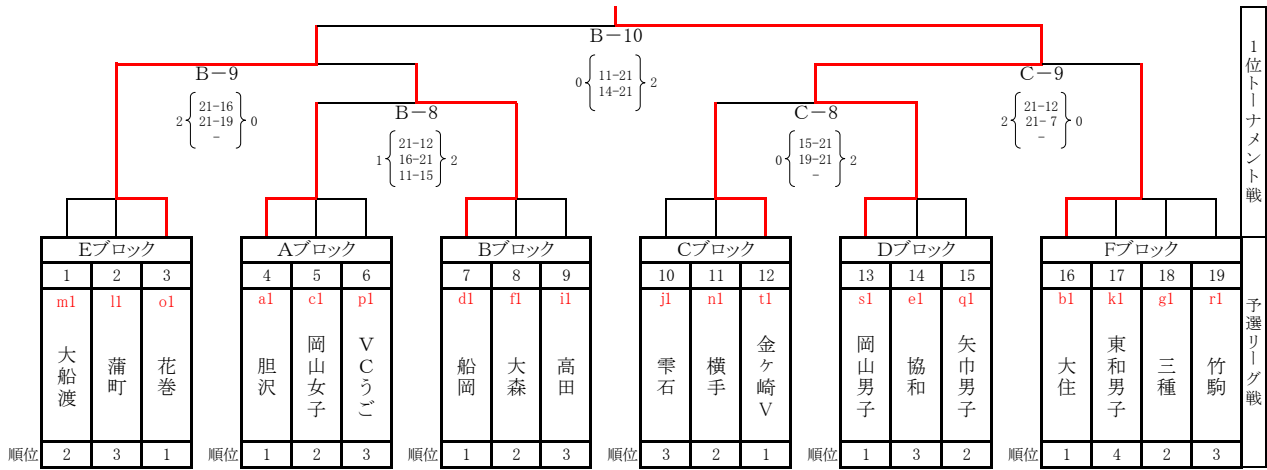 B-10
0 11-21 2
14-21
B-9
2 21-16 0
21-19
-
B-8
1 21-12 2
16-21
11-15
C-8
0 15-21 2
19-21
-
C-9
2 21-12 0
21- 7
-
1位トーナメント戦
Eブロック Aブロック Bブロック Cブロック Dブロック Fブロック
1 2 3 4 5 6 7 8 9 10 11 12 13 14 15 16 17 18 19
m1 l1 o1 a1 c1 p1 d1 f1 i1 j1 n1 t1 s1 e1 q1 b1 k1 g1 r1
大船渡 蒲町 花巻 胆沢 岡山女子 VCうご 船岡 大森 高田 雫石 横手 金ケ崎V 岡山男子 協和 矢巾男子 大住 東和男子 三種 竹駒
予選リーグ戦
順位 2 3 1 順位 1 2 3 順位 1 2 3 順位 3 2 1 順位 1 3 2 順位 1 4 2 3